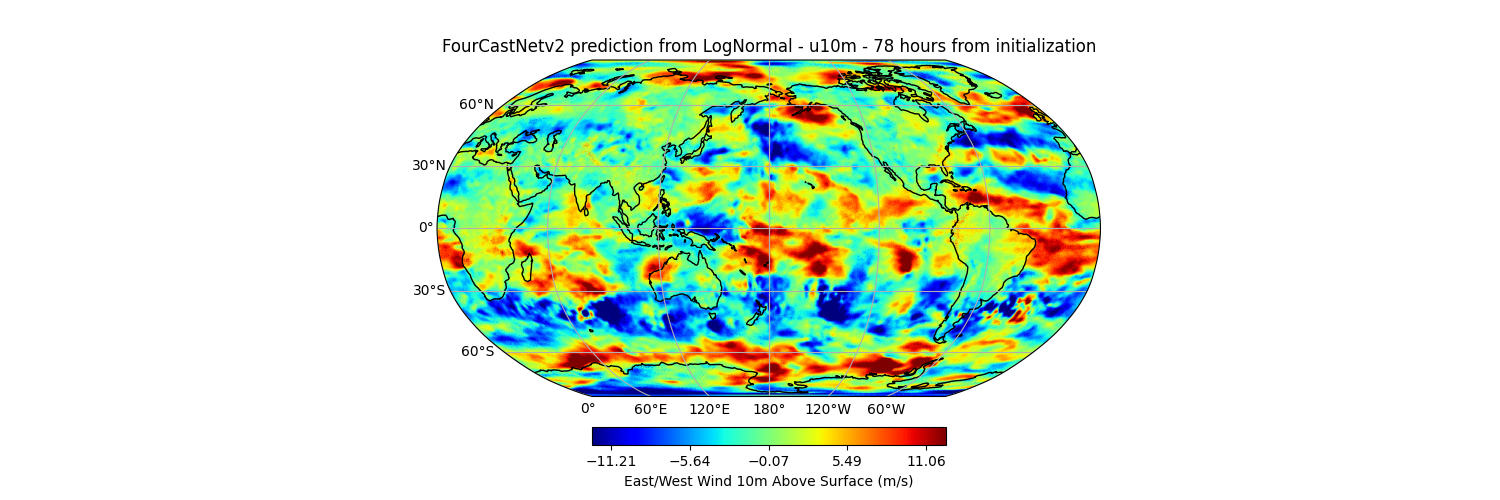 FourCastNetv2 prediction from LogNormal - u10m - 78 hours from initialization
60°N
30°N
0°
30°S
60°S
0° 60°E 120°E 180° 120°W 60°W
−11.21 −5.64 −0.07 5.49 11.06
East/West Wind 10m Above Surface (m/s)